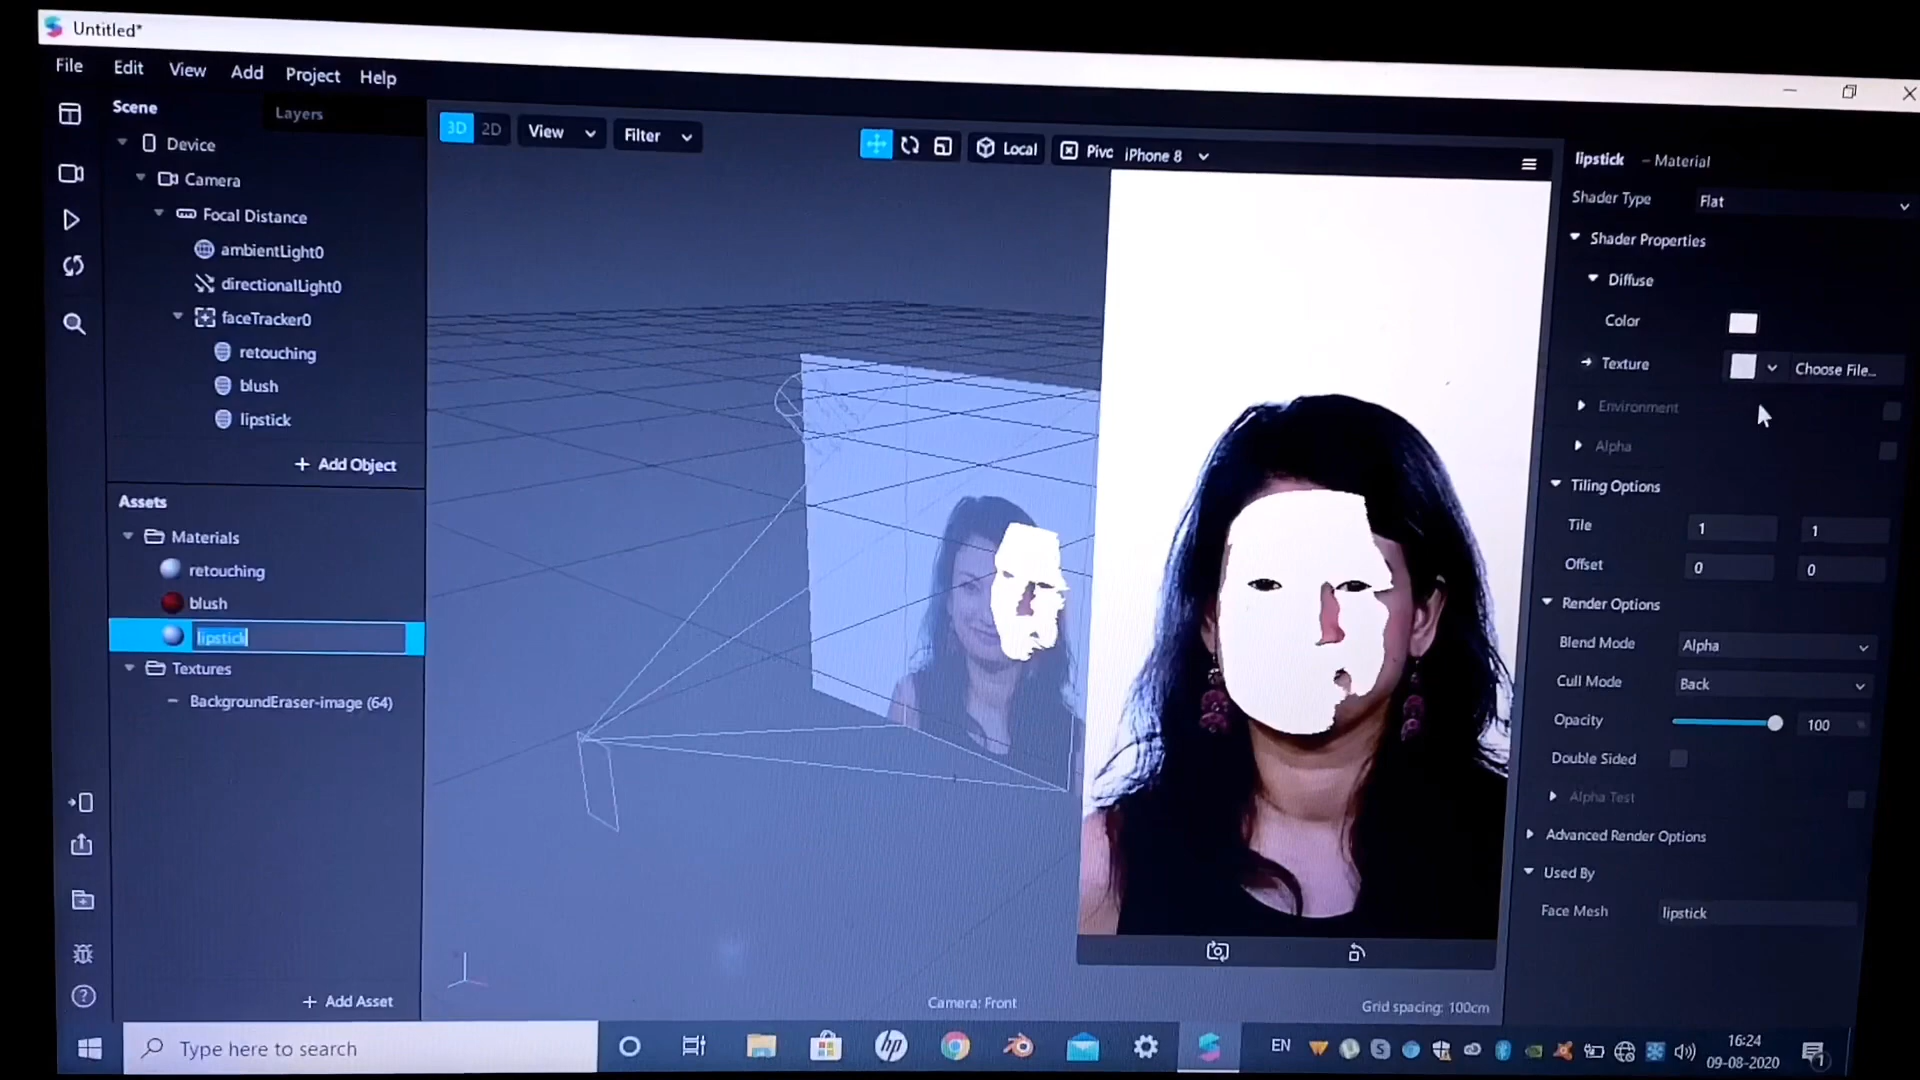 Untitled*
File Edit View Add Project Help
Scene Layers
Device
Camera
Focal Distance
ambientLight0
directionalLight0
faceTracker0
retouching
blush
lipstick
+ Add Object
Assets
Materials
retouching
blush
lipstick
Textures
BackgroundEraser-image (64)
+ Add Asset
3D 2D View Filter Local Pivc iPhone 8
Camera: Front
Grid spacing: 100cm
lipstick - Material
Shader Type Flat
Shader Properties
Diffuse
Color
Texture Choose File...
Environment
Alpha
Tiling Options
Tile 1 1
Offset 0 0
Render Options
Blend Mode Alpha
Cull Mode Back
Opacity 100 %
Double Sided
Alpha Test
Advanced Render Options
Used By
Face Mesh lipstick
Type here to search
hp
EN
16:24
09-08-2020
1